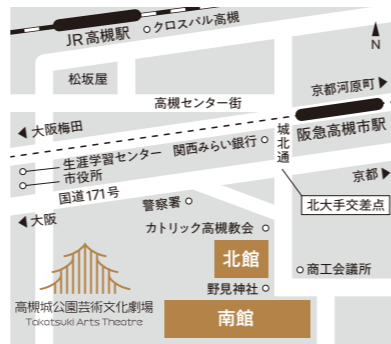 JR高槻駅
クロスパル高槻
N
松坂屋
京都河原町
高槻センター街
大阪梅田
阪急高槻市駅
城北通
関西みらい銀行
生涯学習センター
市役所
国道171号
京都
大阪
警察署
北大手交差点
カトリック高槻教会
北館
商工会議所
野見神社
高槻城公園芸術文化劇場
Takatsuki Arts Theatre
南館